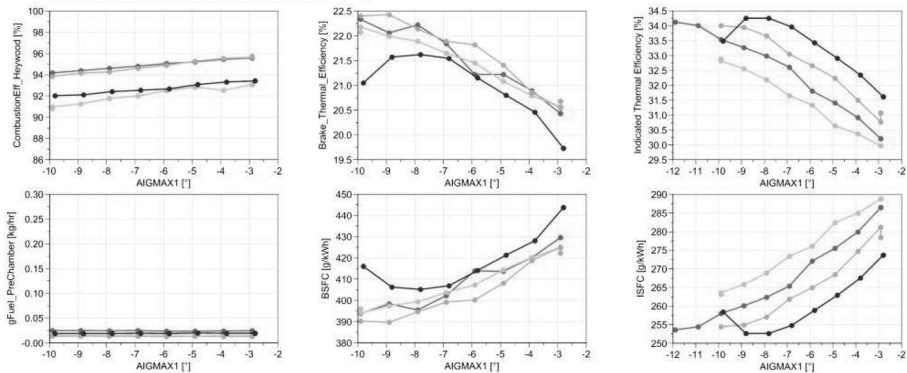 CombustionEff_Heywood [%]
100
98
96
94
92
90
88
86
-10 -9 -8 -7 -6 -5 -4 -3 -2
AIGMAX1 [°]
Brake_Thermal_Efficiency [%]
22.5
22.0
21.5
21.0
20.5
20.0
19.5
-10 -9 -8 -7 -6 -5 -4 -3 -2
AIGMAX1 [°]
Indicated Thermal Efficiency [%]
34.5
34.0
33.5
33.0
32.5
32.0
31.5
31.0
30.5
30.0
29.5
-12 -11 -10 -9 -8 -7 -6 -5 -4 -3 -2
AIGMAX1 [°]
gFuel_PreChamber [kg/hr]
0.30
0.25
0.20
0.15
0.10
0.05
-0.00
-10 -9 -8 -7 -6 -5 -4 -3 -2
AIGMAX1 [°]
BSFC [g/kWh]
450
440
430
420
410
400
390
380
-10 -9 -8 -7 -6 -5 -4 -3 -2
AIGMAX1 [°]
ISFC [g/kWh]
290
285
280
275
270
265
260
255
250
-12 -11 -10 -9 -8 -7 -6 -5 -4 -3 -2
AIGMAX1 [°]